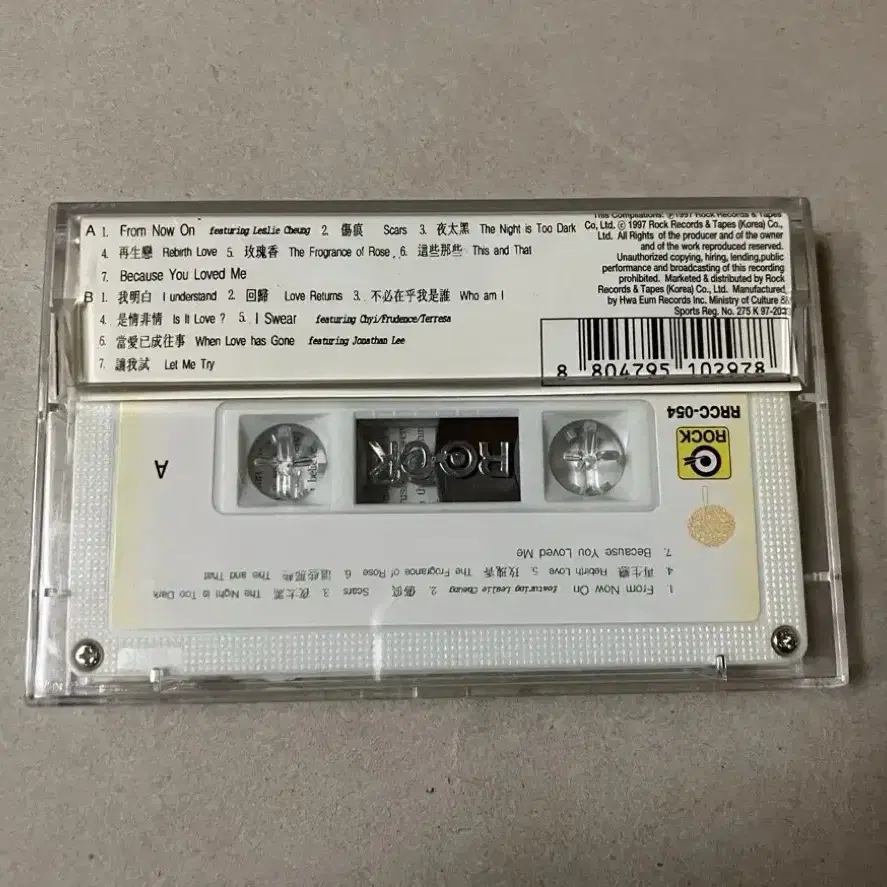 A 1. From Now On featuring Leslie Cheung 2. 傷痕 Scars 3. 夜太黑 The Night is Too Dark
4. 再生戀 Rebirth Love 5. 玫瑰香 The Frogrance of Rose 6. 這些那些 This and That
7. Because You Loved Me
B 1. 我明白 I understand 2. 回歸 Love Returns 3. 不必在乎我是誰 Who am I
4. 是情非情 Is It Love? 5. I Swear featuring Chyi/Prudence/Terresa
6. 當愛已成往事 When Love has Gone featuring Jonathan Lee
7. 讓我試 Let Me Try
This Compilations: ℗1997 Rock Records & Tapes
Co, Ltd. © 1997 Rock Records & Tapes (Korea) Co.,
Ltd. All Rights of the producer and of the owner
and of the work reproduced reserved.
Unauthorized copying, hiring, lending,public
performance and broadcasting of this recording
prohibited. Marketed & distributed by Rock
Records & Tapes (Korea) Co., Ltd. Manufactured
by Hwa Eum Records Inc. Ministry of Culture &
Sports Reg. No. 275 K 97-
8 804795 102978
RRCC-054
ROCK
ROCK
A
1. From Now On featuring Leslie Cheung 2. 傷痕 Scars 3. 夜太黑 The Night is Too Dark
4. 再生戀 Rebirth Love 5. 玫瑰香 The Frogrance of Rose 6. 這些那些 This and That
7. Because You Loved Me